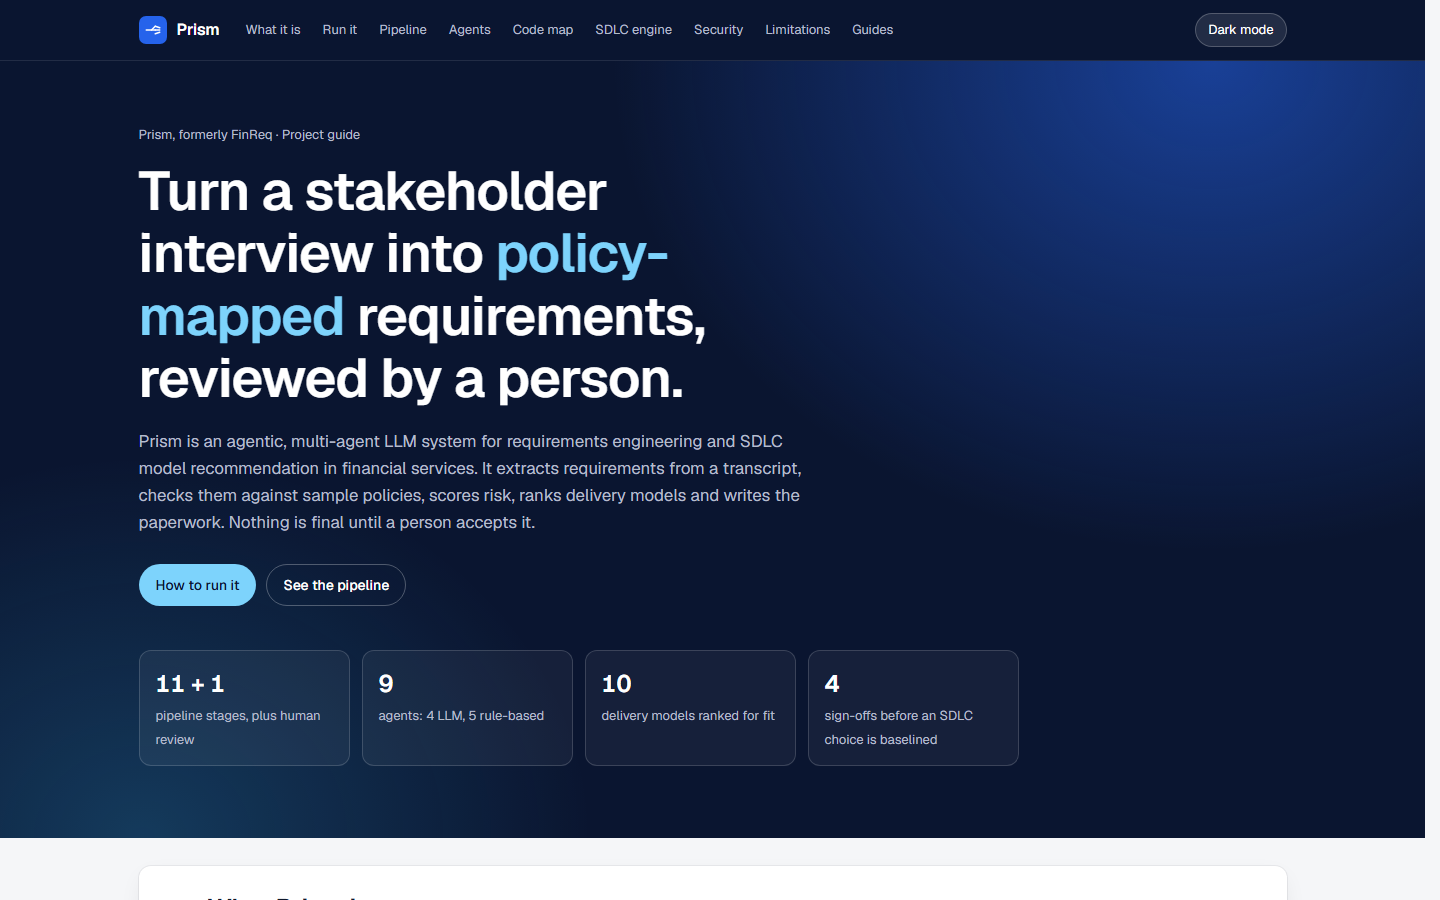 Prism What it is Run it Pipeline Agents Code map SDLC engine Security Limitations Guides Dark mode
Prism, formerly FinReq · Project guide
Turn a stakeholder
interview into policy-
mapped requirements,
reviewed by a person.
Prism is an agentic, multi-agent LLM system for requirements engineering and SDLC
model recommendation in financial services. It extracts requirements from a transcript,
checks them against sample policies, scores risk, ranks delivery models and writes the
paperwork. Nothing is final until a person accepts it.
How to run it See the pipeline
11 + 1
pipeline stages, plus human
review
9
agents: 4 LLM, 5 rule-based
10
delivery models ranked for fit
4
sign-offs before an SDLC
choice is baselined